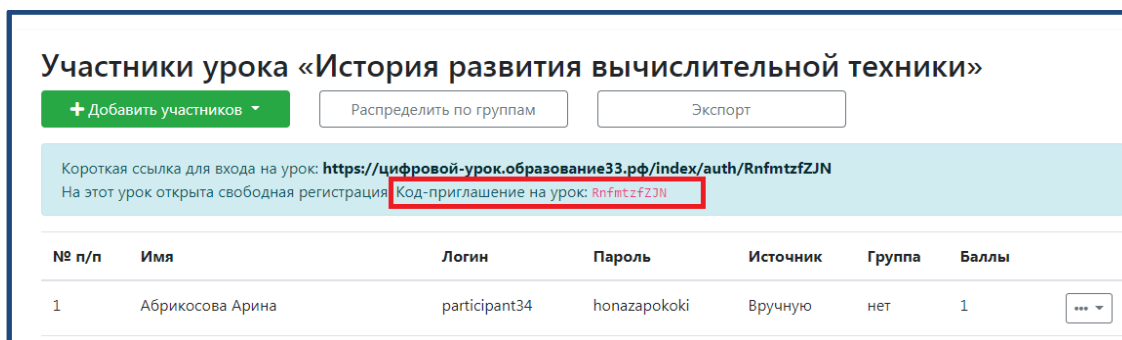 Участники урока «История развития вычислительной техники»
+ Добавить участников Распределить по группам Экспорт
Короткая ссылка для входа на урок: https://цифровой-урок.образование33.рф/index/auth/RnfmtzfZJN
На этот урок открыта свободная регистрация. Код-приглашение на урок: RnfmtzfZJN
№ п/п Имя Логин Пароль Источник Группа Баллы
1 Абрикосова Арина participant34 honazapokoki Вручную нет 1